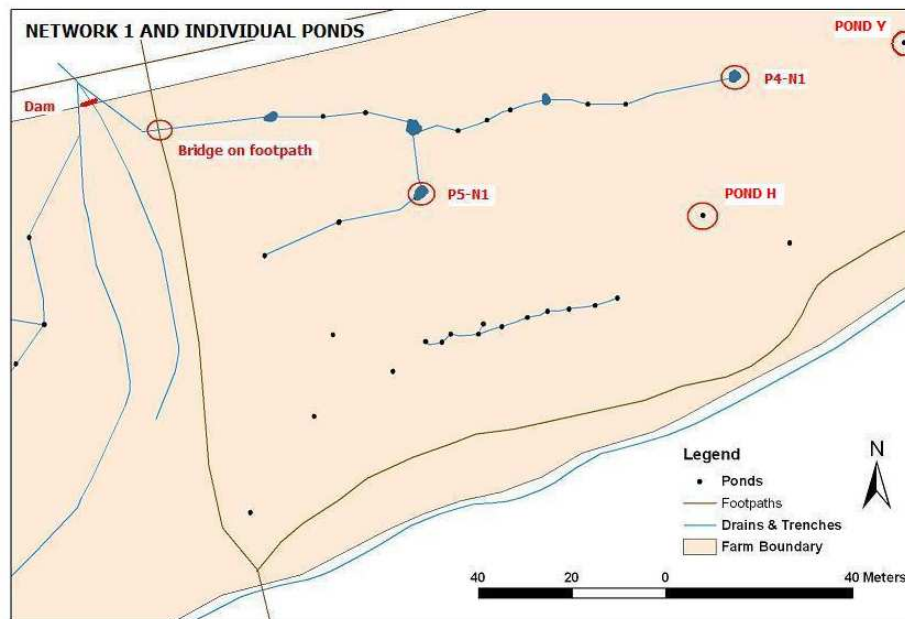 NETWORK 1 AND INDIVIDUAL PONDS
POND Y
P4-N1
Dam
Bridge on footpath
P5-N1
POND H
Legend
Ponds
Footpaths
Drains & Trenches
Farm Boundary
N
40 20 0 40 Meters